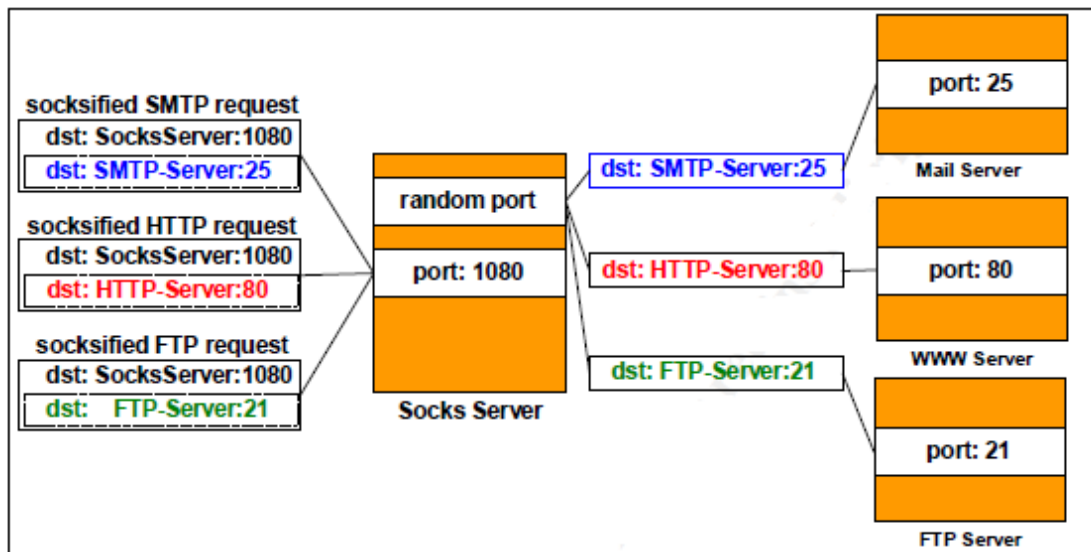 socksified SMTP request
dst: SocksServer:1080
dst: SMTP-Server:25
socksified HTTP request
dst: SocksServer:1080
dst: HTTP-Server:80
socksified FTP request
dst: SocksServer:1080
dst: FTP-Server:21
random port
port: 1080
Socks Server
dst: SMTP-Server:25
dst: HTTP-Server:80
dst: FTP-Server:21
port: 25
Mail Server
port: 80
WWW Server
port: 21
FTP Server